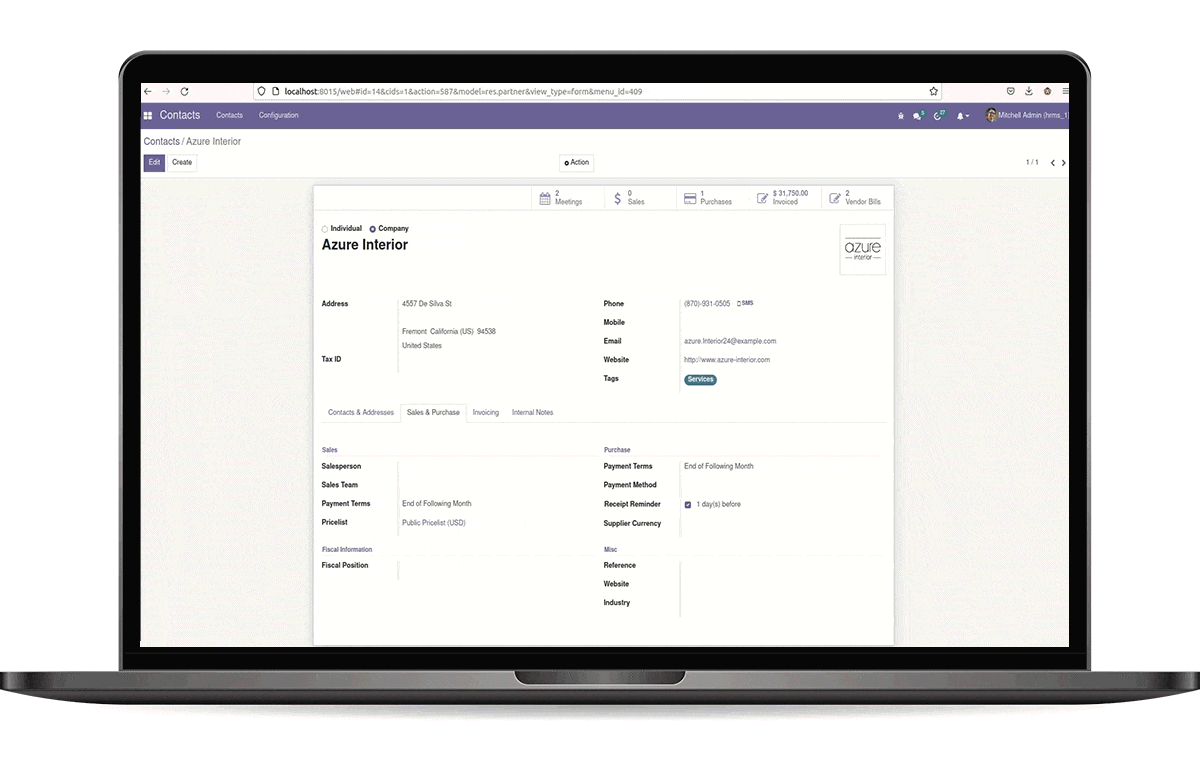 localhost:8015/web#id=14&cids=1&action=587&model=res.partner&view_type=form&menu_id=409
Contacts Contacts Configuration Mitchell Admin (hrms_1
Contacts / Azure Interior
Edit Create Action 1 / 1
2 Meetings
0 Sales
1 Purchases
$ 31,750.00 Invoiced
2 Vendor Bills
Individual Company
Azure Interior
azure
interior
Address 4557 De Silva St
Fremont California (US) 94538
United States
Tax ID
Phone (870)-931-0505 SMS
Mobile
Email azure.Interior24@example.com
Website http://www.azure-interior.com
Tags Services
Contacts & Addresses Sales & Purchase Invoicing Internal Notes
Sales
Salesperson
Sales Team
Payment Terms End of Following Month
Pricelist Public Pricelist (USD)
Purchase
Payment Terms End of Following Month
Payment Method
Receipt Reminder 1 day(s) before
Supplier Currency
Fiscal Information
Fiscal Position
Misc
Reference
Website
Industry